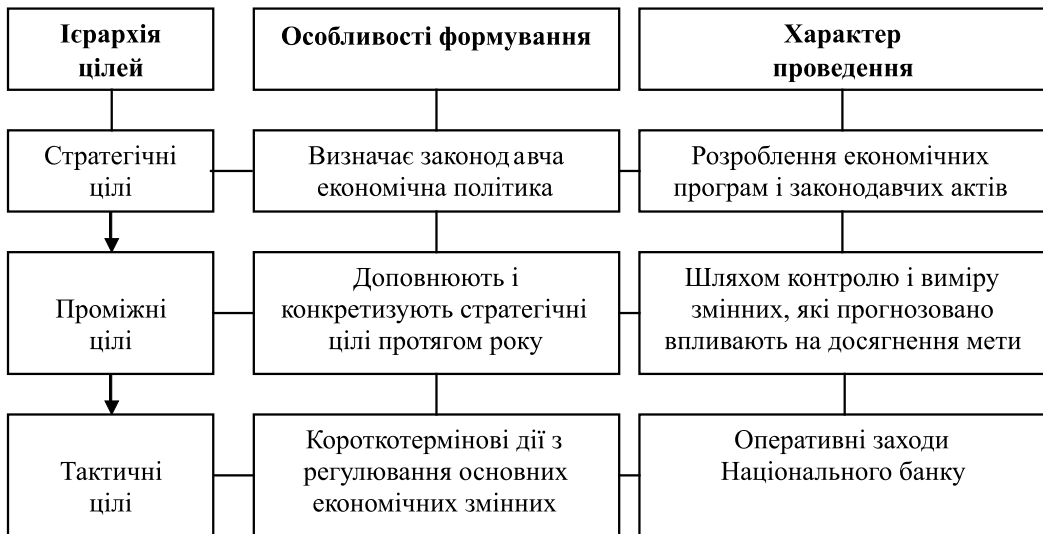 Ієрархія
цілей
Особливості формування
Характер
проведення
Стратегічні
цілі
Визначає законодавча
економічна політика
Розроблення економічних
програм і законодавчих актів
Проміжні
цілі
Доповнюють і
конкретизують стратегічні
цілі протягом року
Шляхом контролю і виміру
змінних, які прогнозовано
впливають на досягнення мети
Тактичні
цілі
Короткотермінові дії з
регулювання основних
економічних змінних
Оперативні заходи
Національного банку